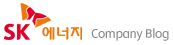 SK 에너지 Company Blog